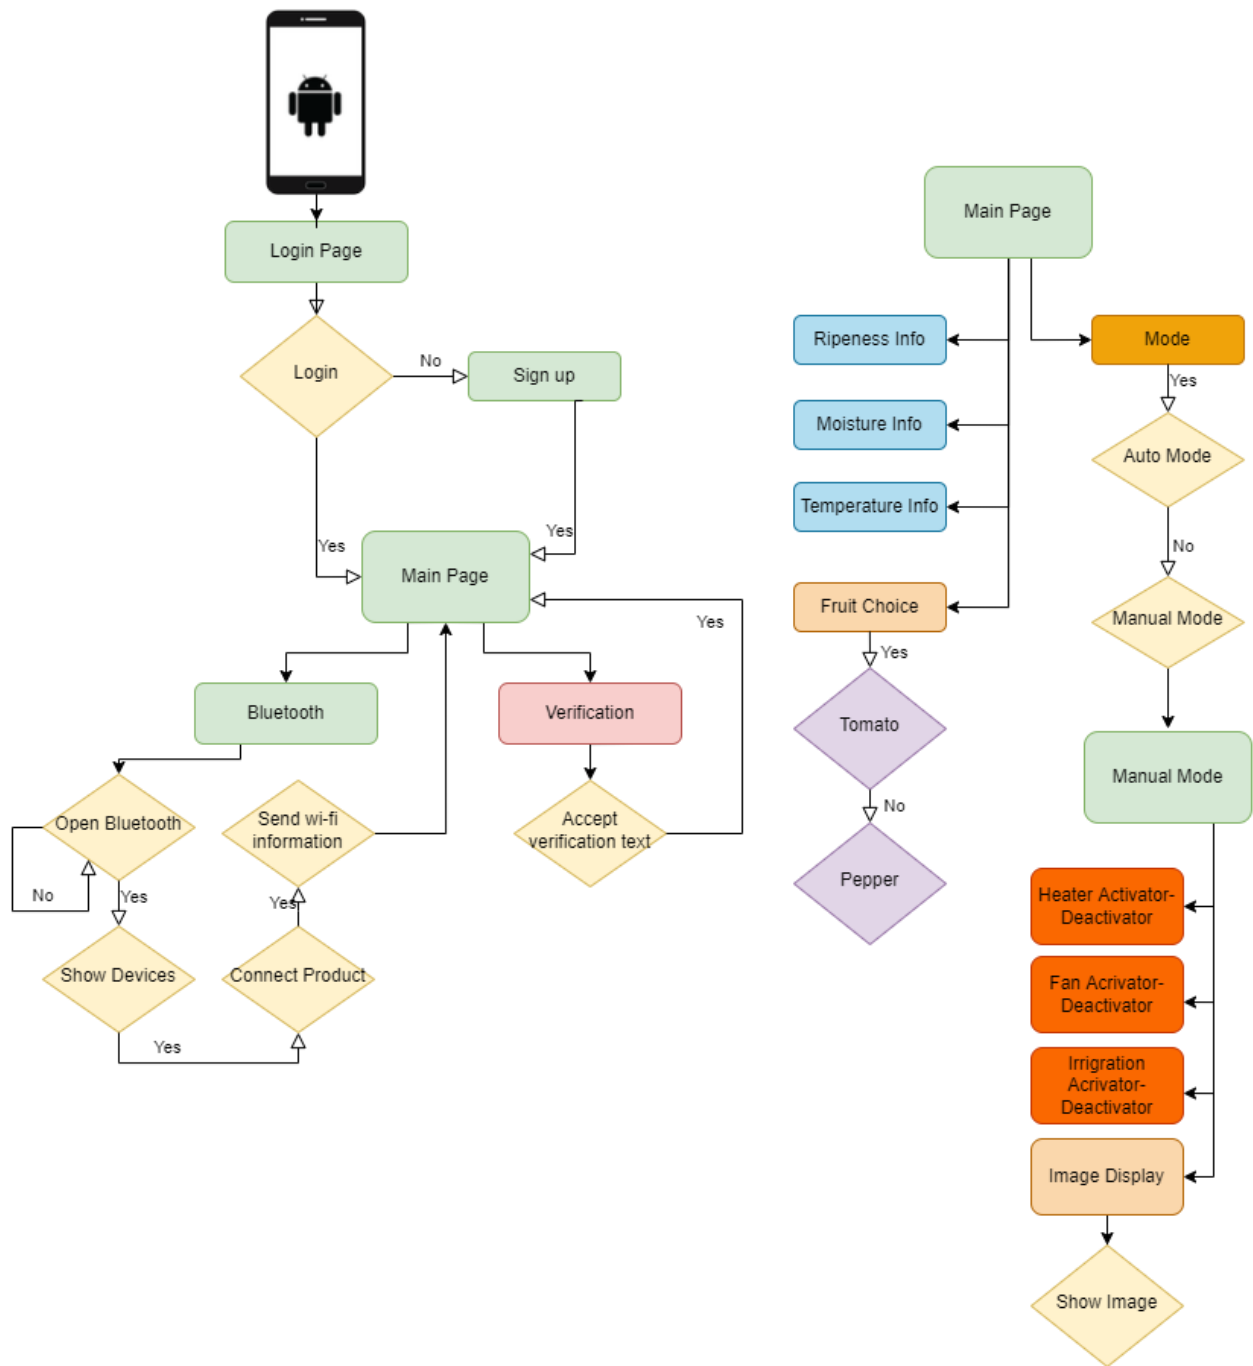 Login Page
Login
No
Sign up
Yes
Yes
Main Page
Yes
Bluetooth
Verification
Open Bluetooth
Send wi-fi
information
Accept
verification text
No
Yes
Yes
Show Devices
Connect Product
Yes
Main Page
Ripeness Info
Mode
Yes
Moisture Info
Auto Mode
Temperature Info
No
Fruit Choice
Manual Mode
Yes
Tomato
Manual Mode
No
Pepper
Heater Activator-
Deactivator
Fan Acrivator-
Deactivator
Irrigration
Acrivator-
Deactivator
Image Display
Show Image